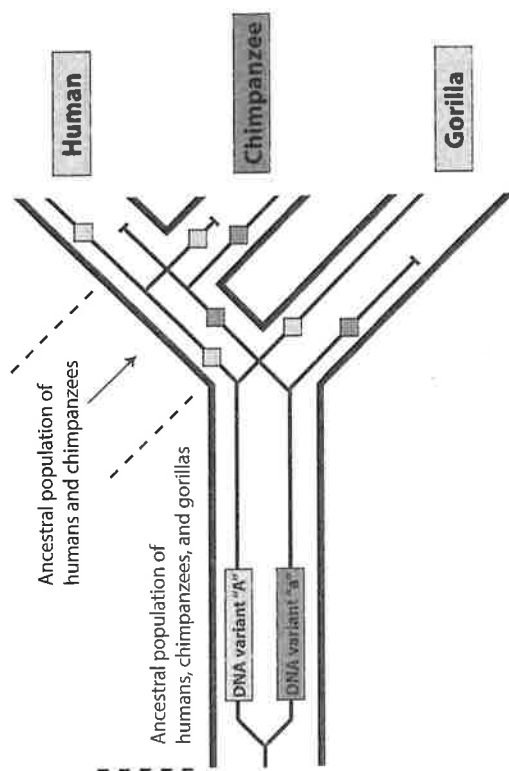 Human
Chimpanzee
Gorilla
Ancestral population of
humans and chimpanzees
Ancestral population of
humans, chimpanzees, and gorillas
DNA variant "A"
DNA variant "a"